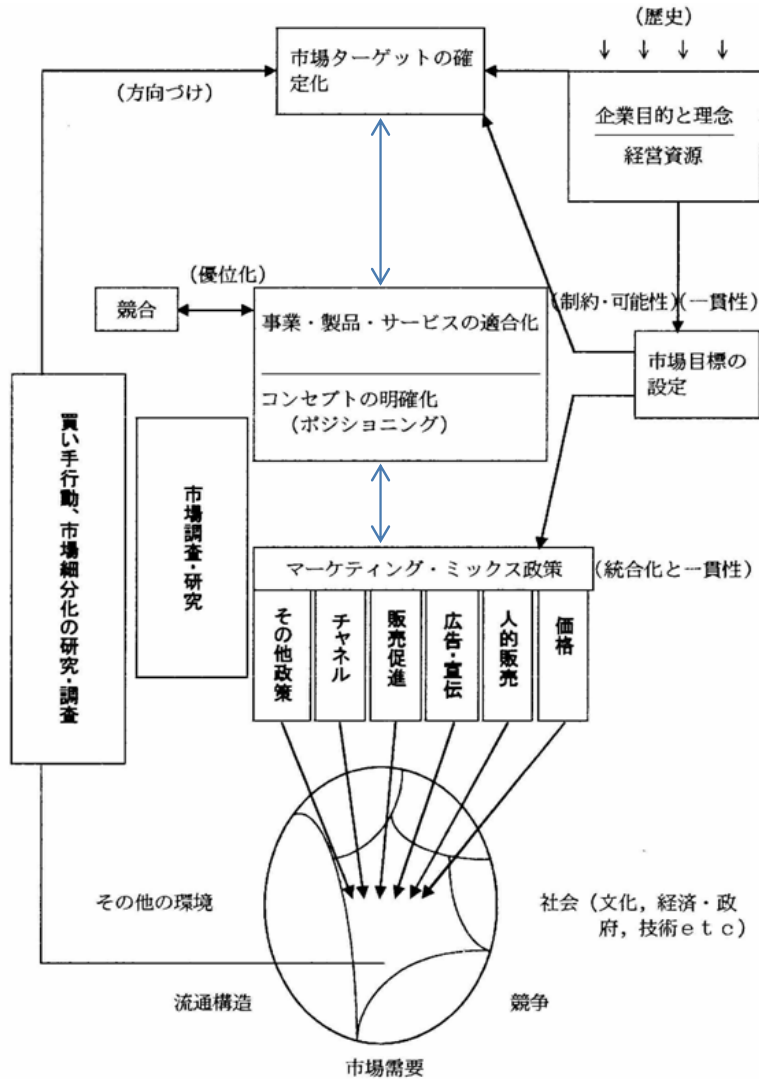 (歴史)
市場ターゲットの確
定化
(方向づけ)
企業目的と理念
経営資源
(優位化)
競合
事業・製品・サービスの適合化
(制約・可能性)(一貫性)
市場目標の
設定
コンセプトの明確化
(ポジショニング)
買い手行動、市場細分化の研究・調査
市場調査・研究
マーケティング・ミックス政策
(統合化と一貫性)
その他政策
チャネル
販売促進
広告・宣伝
人的販売
価格
その他の環境
社会(文化,経済・政
府,技術etc)
流通構造
競争
市場需要